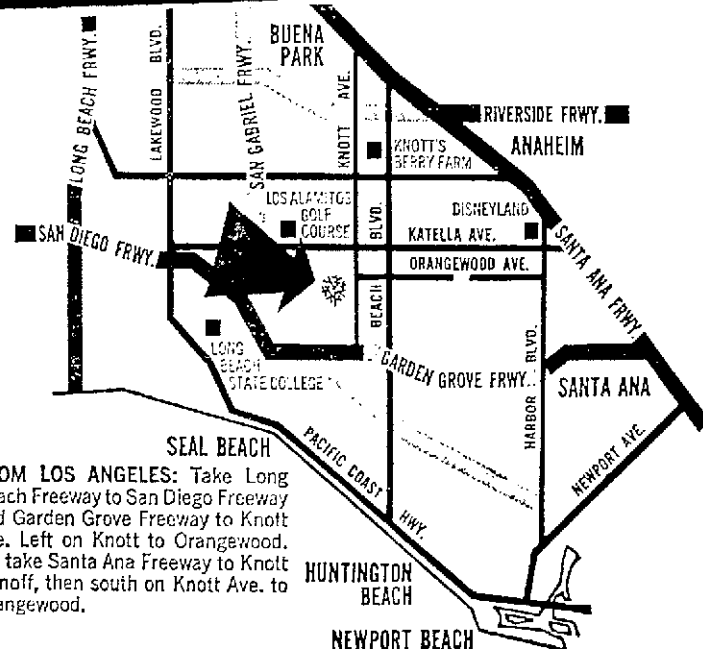 BUENA
PARK
LONG BEACH FRWY.
LAKEWOOD BLVD.
SAN GABRIEL FRWY.
KNOTT AVE.
RIVERSIDE FRWY.
ANAHEIM
KNOTT'S
BERRY FARM
LOS ALAMITOS
GOLF
COURSE
DISNEYLAND
BEACH BLVD.
KATELLA AVE.
ORANGEWOOD AVE.
SAN DIEGO FRWY.
SANTA ANA FRWY.
LONG
BEACH
STATE COLLEGE
GARDEN GROVE FRWY.
HARBOR BLVD.
SANTA ANA
NEWPORT AVE.
SEAL BEACH
PACIFIC COAST HWY.
OM LOS ANGELES: Take Long
ach Freeway to San Diego Freeway
d Garden Grove Freeway to Knott
e. Left on Knott to Orangewood.
take Santa Ana Freeway to Knott
noff, then south on Knott Ave. to
angewood.
HUNTINGTON
BEACH
NEWPORT BEACH